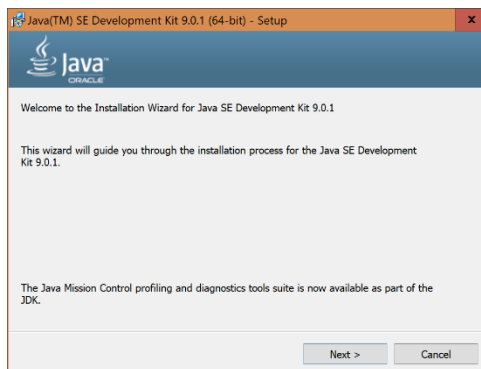 Java(TM) SE Development Kit 9.0.1 (64-bit) - Setup
Java™
ORACLE
Welcome to the Installation Wizard for Java SE Development Kit 9.0.1
This wizard will guide you through the installation process for the Java SE Development
Kit 9.0.1.
The Java Mission Control profiling and diagnostics tools suite is now available as part of the
JDK.
Next >
Cancel